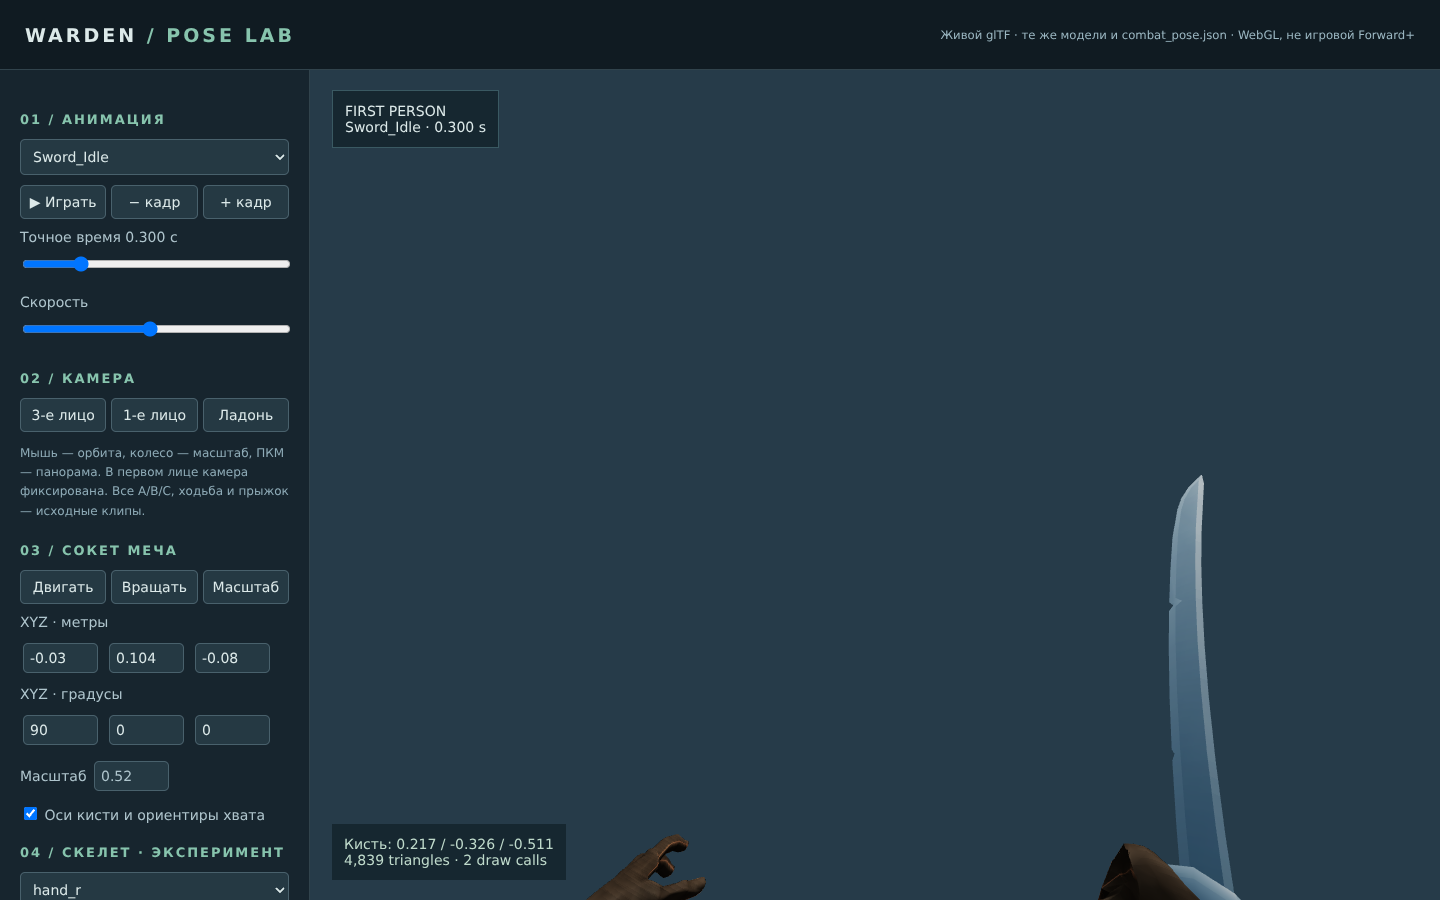 WARDEN / POSE LAB
Живой glTF · те же модели и combat_pose.json · WebGL, не игровой Forward+
01 / АНИМАЦИЯ
Sword_Idle
▶ Играть
− кадр
+ кадр
Точное время 0.300 с
Скорость
02 / КАМЕРА
3-е лицо
1-е лицо
Ладонь
Мышь — орбита, колесо — масштаб, ПКМ
— панорама. В первом лице камера
фиксирована. Все A/B/C, ходьба и прыжок
— исходные клипы.
03 / СОКЕТ МЕЧА
Двигать
Вращать
Масштаб
XYZ · метры
-0.03
0.104
-0.08
XYZ · градусы
90
0
0
Масштаб 0.52
Оси кисти и ориентиры хвата
04 / СКЕЛЕТ · ЭКСПЕРИМЕНТ
hand_r
FIRST PERSON
Sword_Idle · 0.300 s
Кисть: 0.217 / -0.326 / -0.511
4,839 triangles · 2 draw calls